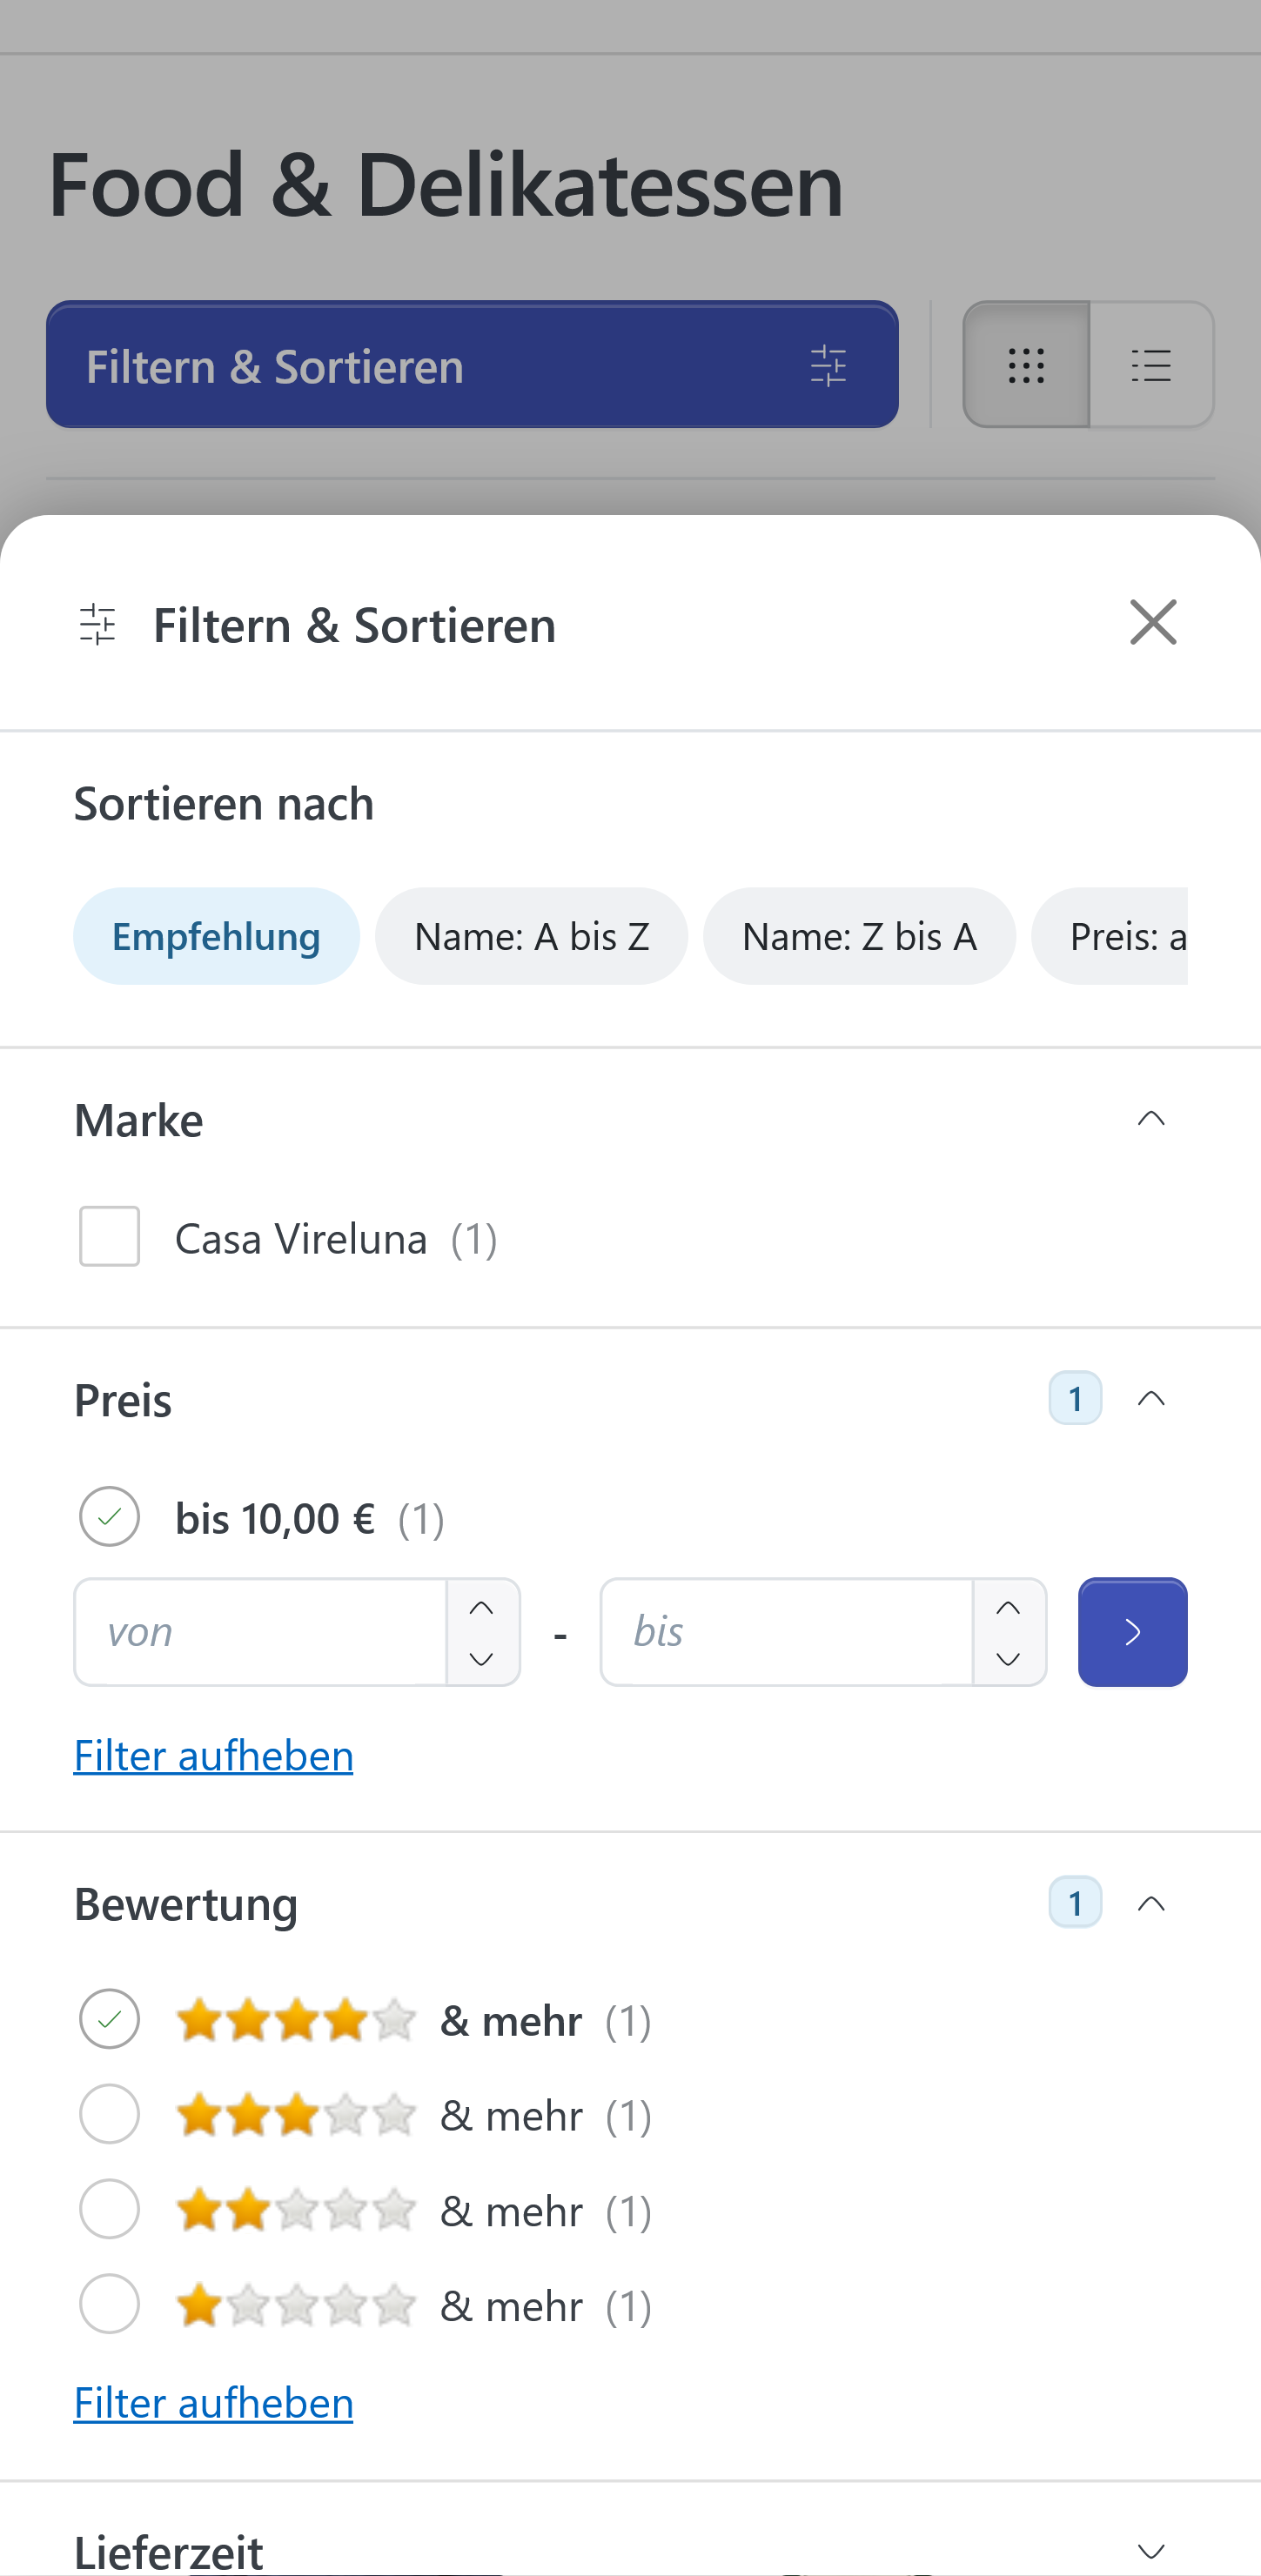 Food & Delikatessen
Filtern & Sortieren
Filtern & Sortieren
Sortieren nach
Empfehlung Name: A bis Z Name: Z bis A Preis: a
Marke
Casa Vireluna (1)
Preis 1
bis 10,00 € (1)
von - bis
Filter aufheben
Bewertung 1
& mehr (1)
& mehr (1)
& mehr (1)
& mehr (1)
Filter aufheben
Lieferzeit